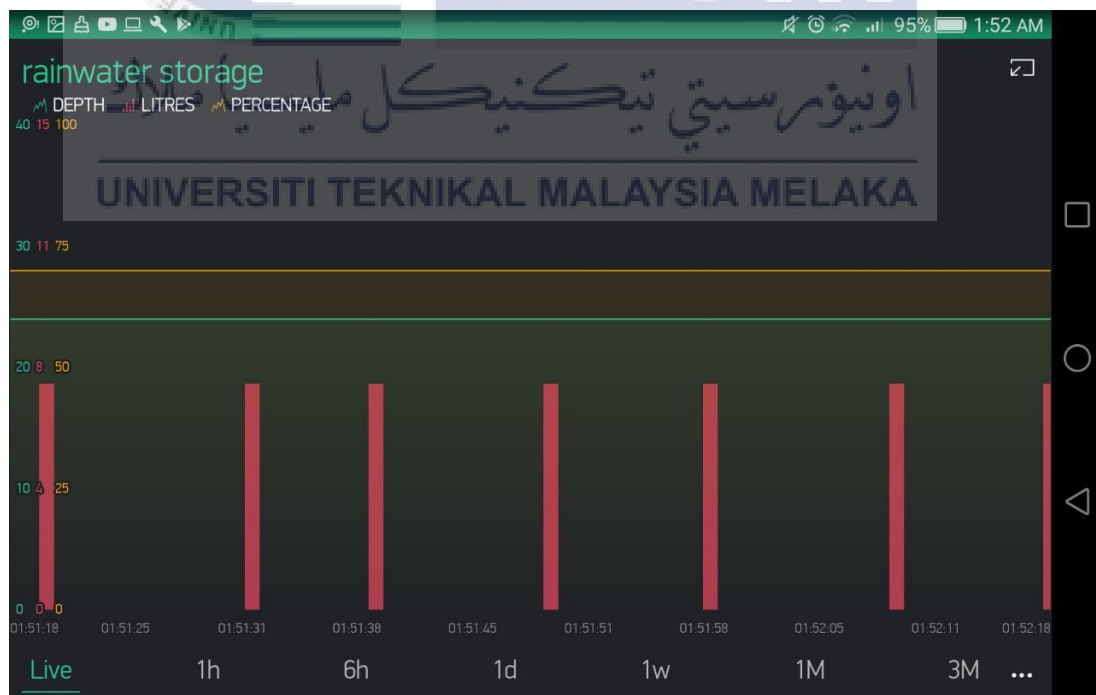 95% 1:52 AM
rainwater storage
DEPTH LITRES PERCENTAGE
اونيۏرسيتي تيكنيكل مليسيا ملاك
UNIVERSITI TEKNIKAL MALAYSIA MELAKA
40 15 100
30 11 75
20 8 50
10 4 25
0 0 0
01:51:18 01:51:25 01:51:31 01:51:38 01:51:45 01:51:51 01:51:58 01:52:05 01:52:11 01:52:18
Live 1h 6h 1d 1w 1M 3M ...